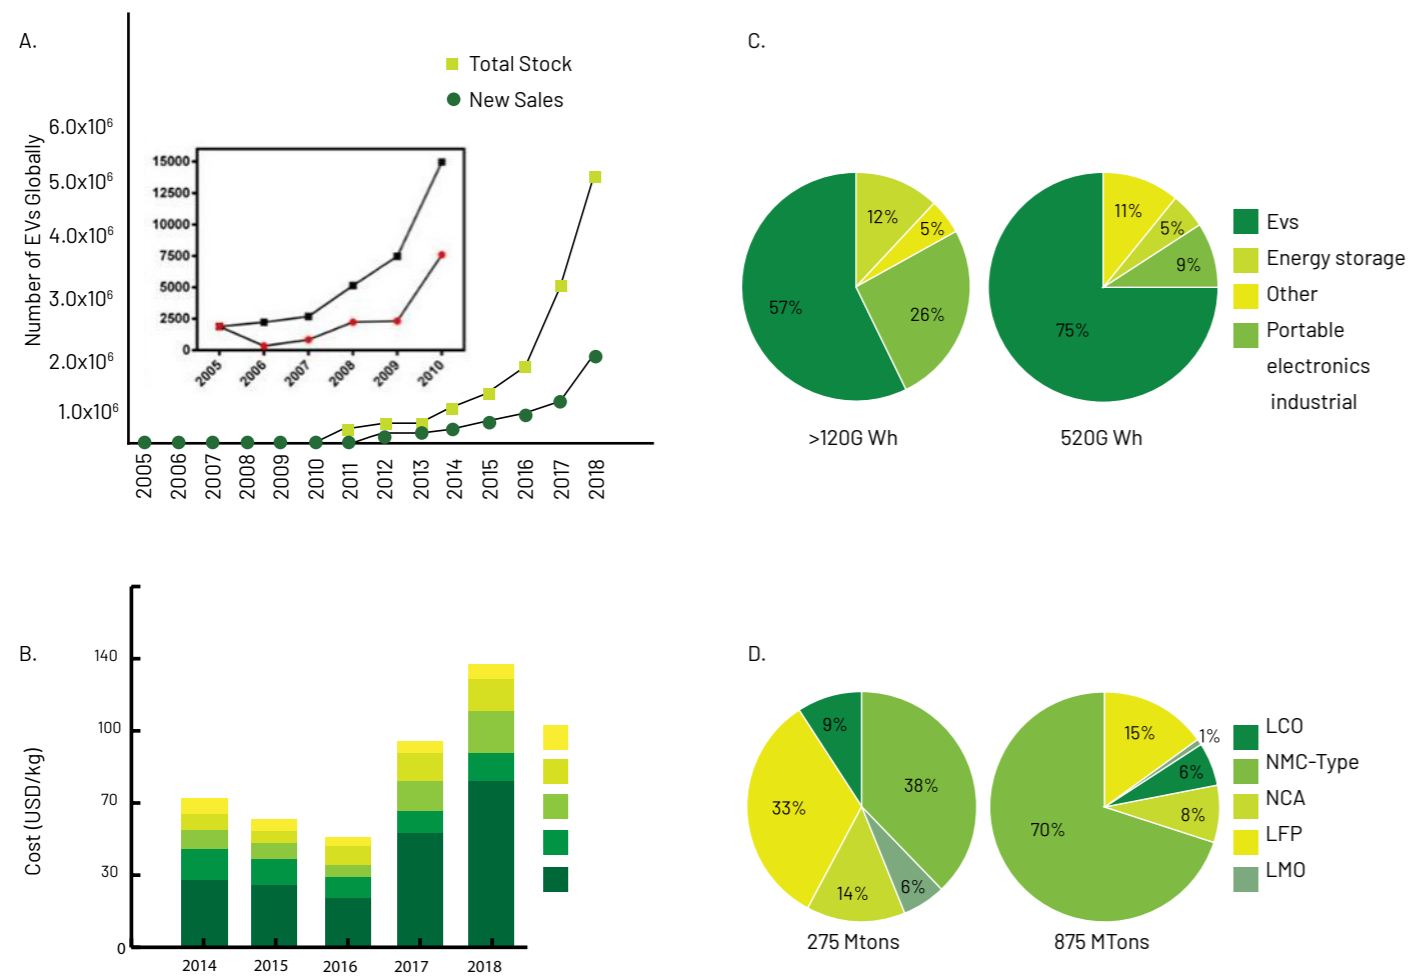 A.
Total Stock
New Sales
Number of EVs Globally
6.0x10⁶
5.0x10⁶
4.0x10⁶
3.0x10⁶
2.0x10⁶
1.0x10⁶
15000
12500
10000
7500
5000
2500
0
2005 2006 2007 2008 2009 2010
2005 2006 2007 2008 2009 2010 2011 2012 2013 2014 2015 2016 2017 2018
C.
12%
5%
57%
26%
>120G Wh
11%
5%
9%
75%
520G Wh
Evs
Energy storage
Other
Portable
electronics
industrial
B.
Cost (USD/kg)
140
100
70
30
0
2014 2015 2016 2017 2018
D.
9%
38%
33%
14%
6%
275 Mtons
15%
1%
6%
8%
70%
875 MTons
LCO
NMC-Type
NCA
LFP
LMO